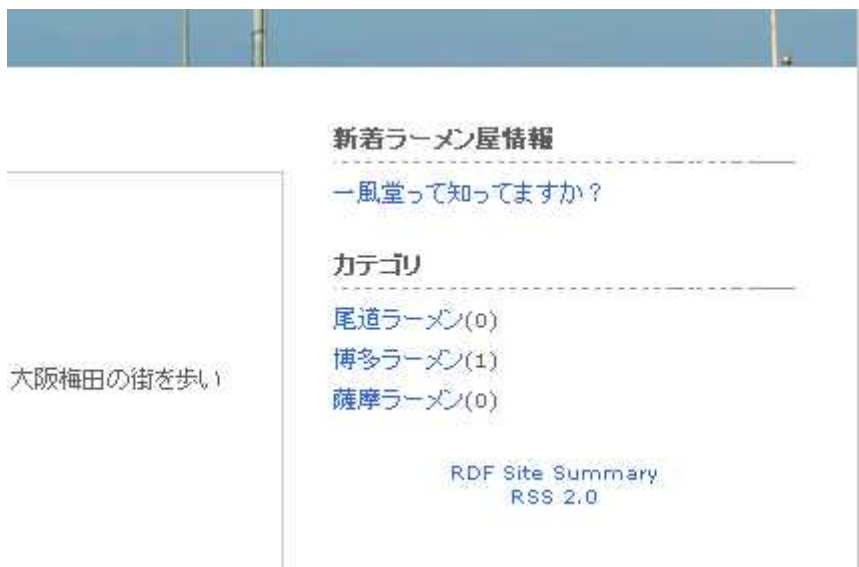 新着ラーメン屋情報
一風堂って知ってますか？
カテゴリ
尾道ラーメン(0)
博多ラーメン(1)
薩摩ラーメン(0)
大阪梅田の街を歩い
RDF Site Summary
RSS 2.0